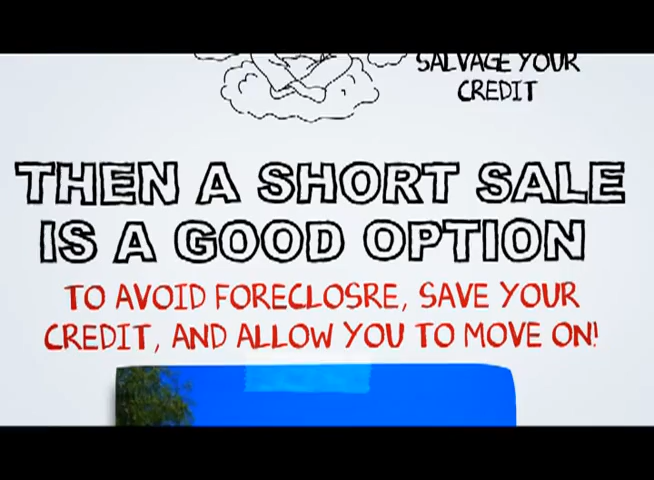 SALVAGE YOUR
CREDIT
THEN A SHORT SALE
IS A GOOD OPTION
TO AVOID FORECLOSRE, SAVE YOUR
CREDIT, AND ALLOW YOU TO MOVE ON!